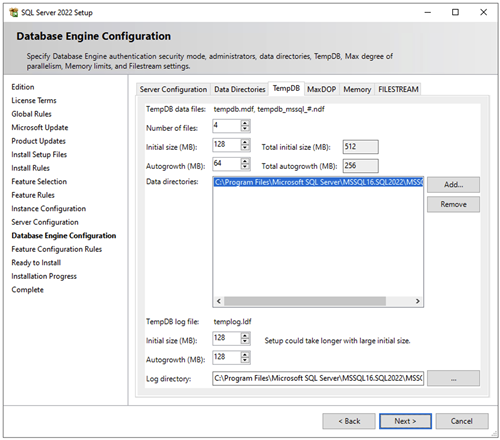 SQL Server 2022 Setup
Database Engine Configuration
Specify Database Engine authentication security mode, administrators, data directories, TempDB, Max degree of
parallelism, Memory limits, and Filestream settings.
Edition
License Terms
Global Rules
Microsoft Update
Product Updates
Install Setup Files
Install Rules
Feature Selection
Feature Rules
Instance Configuration
Server Configuration
Database Engine Configuration
Feature Configuration Rules
Ready to Install
Installation Progress
Complete
Server Configuration Data Directories TempDB MaxDOP Memory FILESTREAM
TempDB data files: tempdb.mdf, tempdb_mssql_#.ndf
Number of files: 4
Initial size (MB): 128 Total initial size (MB): 512
Autogrowth (MB): 64 Total autogrowth (MB): 256
Data directories: C:\Program Files\Microsoft SQL Server\MSSQL16.SQL2022\MSSQ
Add...
Remove
TempDB log file: templog.ldf
Initial size (MB): 128 Setup could take longer with large initial size.
Autogrowth (MB): 128
Log directory: C:\Program Files\Microsoft SQL Server\MSSQL16.SQL2022\MSSC ...
< Back Next > Cancel